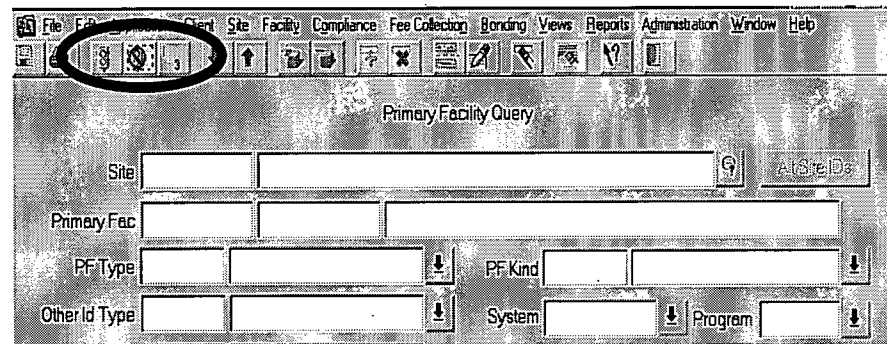 File Client Site Facility Compliance Fee Collection Bonding Views Reports Administration Window Help
3
Primary Facility Query
Site
Primary Fac
PF Type PF Kind
Other Id Type System Program